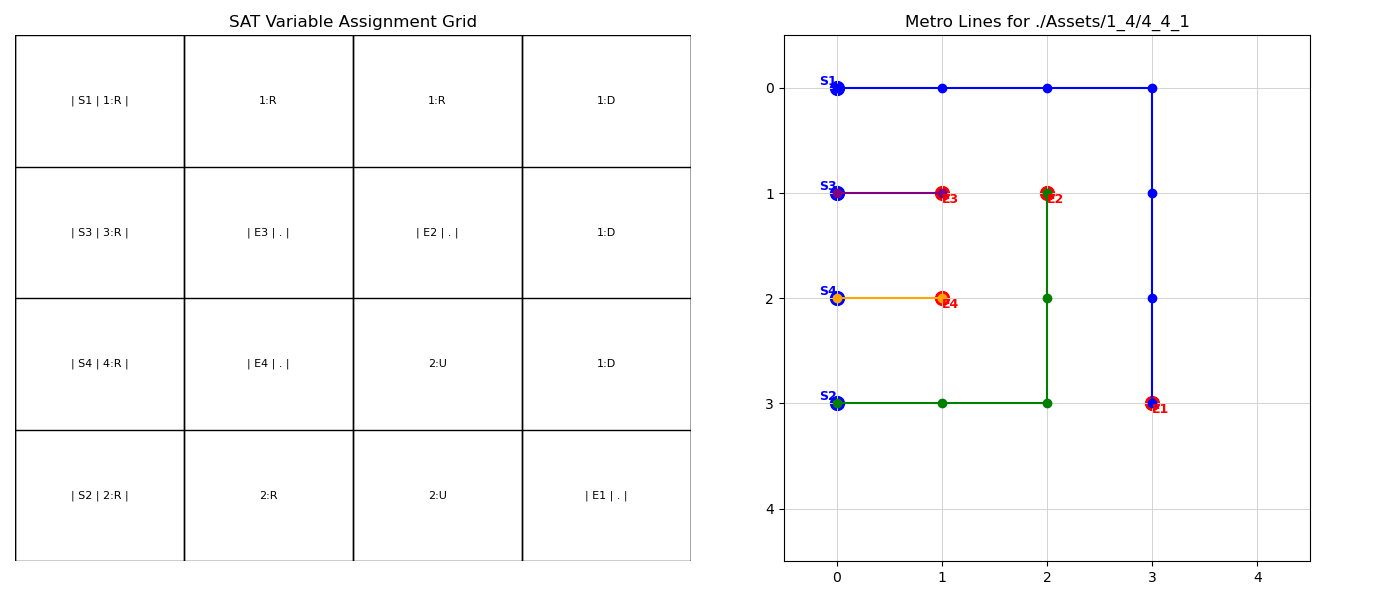 SAT Variable Assignment Grid
| S1 | 1:R |
1:R
1:R
1:D
| S3 | 3:R |
| E3 | . |
| E2 | . |
1:D
| S4 | 4:R |
| E4 | . |
2:U
1:D
| S2 | 2:R |
2:R
2:U
| E1 | . |
Metro Lines for ./Assets/1_4/4_4_1
0
1
2
3
4
S1
S3
E3
E2
S4
E4
S2
E1
0
1
2
3
4